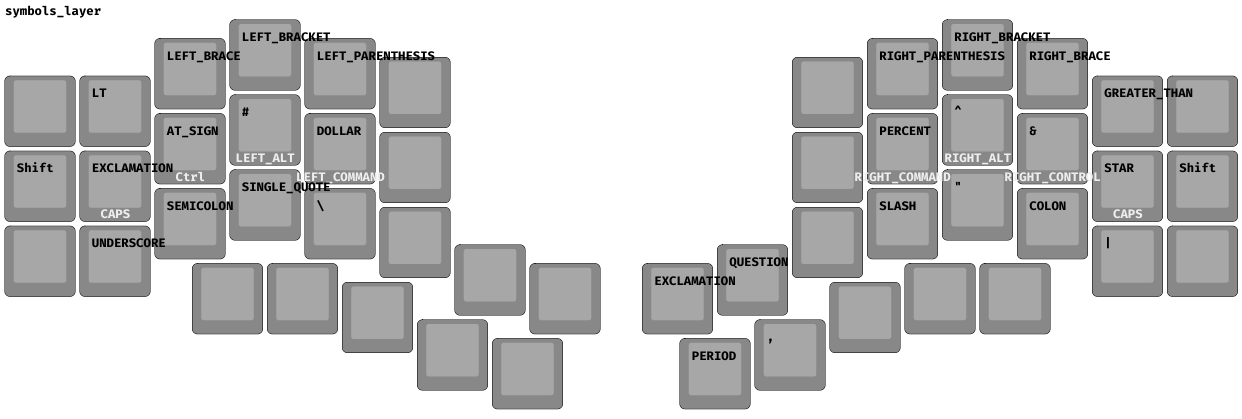 symbols_layer
LEFT_BRACKET
RIGHT_BRACKET
LEFT_BRACE
LEFT_PARENTHESIS
RIGHT_PARENTHESIS
RIGHT_BRACE
LT
GREATER_THAN
#
^
AT_SIGN
DOLLAR
PERCENT
&
LEFT_ALT
RIGHT_ALT
Shift
EXCLAMATION
STAR
Shift
Ctrl
LEFT_COMMAND
RIGHT_COMMAND
RIGHT_CONTROL
SINGLE_QUOTE
"
SEMICOLON
\
SLASH
COLON
CAPS
CAPS
UNDERSCORE
|
QUESTION
EXCLAMATION
,
PERIOD